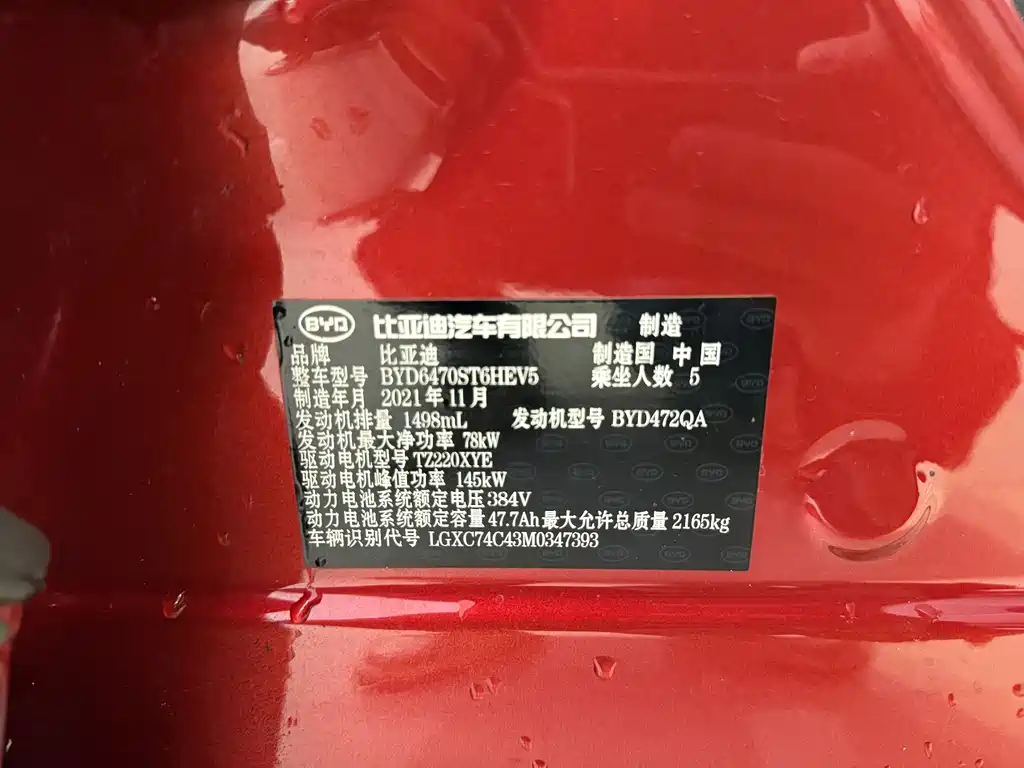 BYD 比亚迪汽车有限公司 制造
品牌 比亚迪 制造国 中国
整车型号 BYD6470ST6HEV5 乘坐人数 5
制造年月 2021年11月
发动机排量 1498mL 发动机型号 BYD472QA
发动机最大净功率 78kW
驱动电机型号 TZ220XYE
驱动电机峰值功率 145kW
动力电池系统额定电压 384V
动力电池系统额定容量 47.7Ah 最大允许总质量 2165kg
车辆识别代号 LGXC74C43M0347393